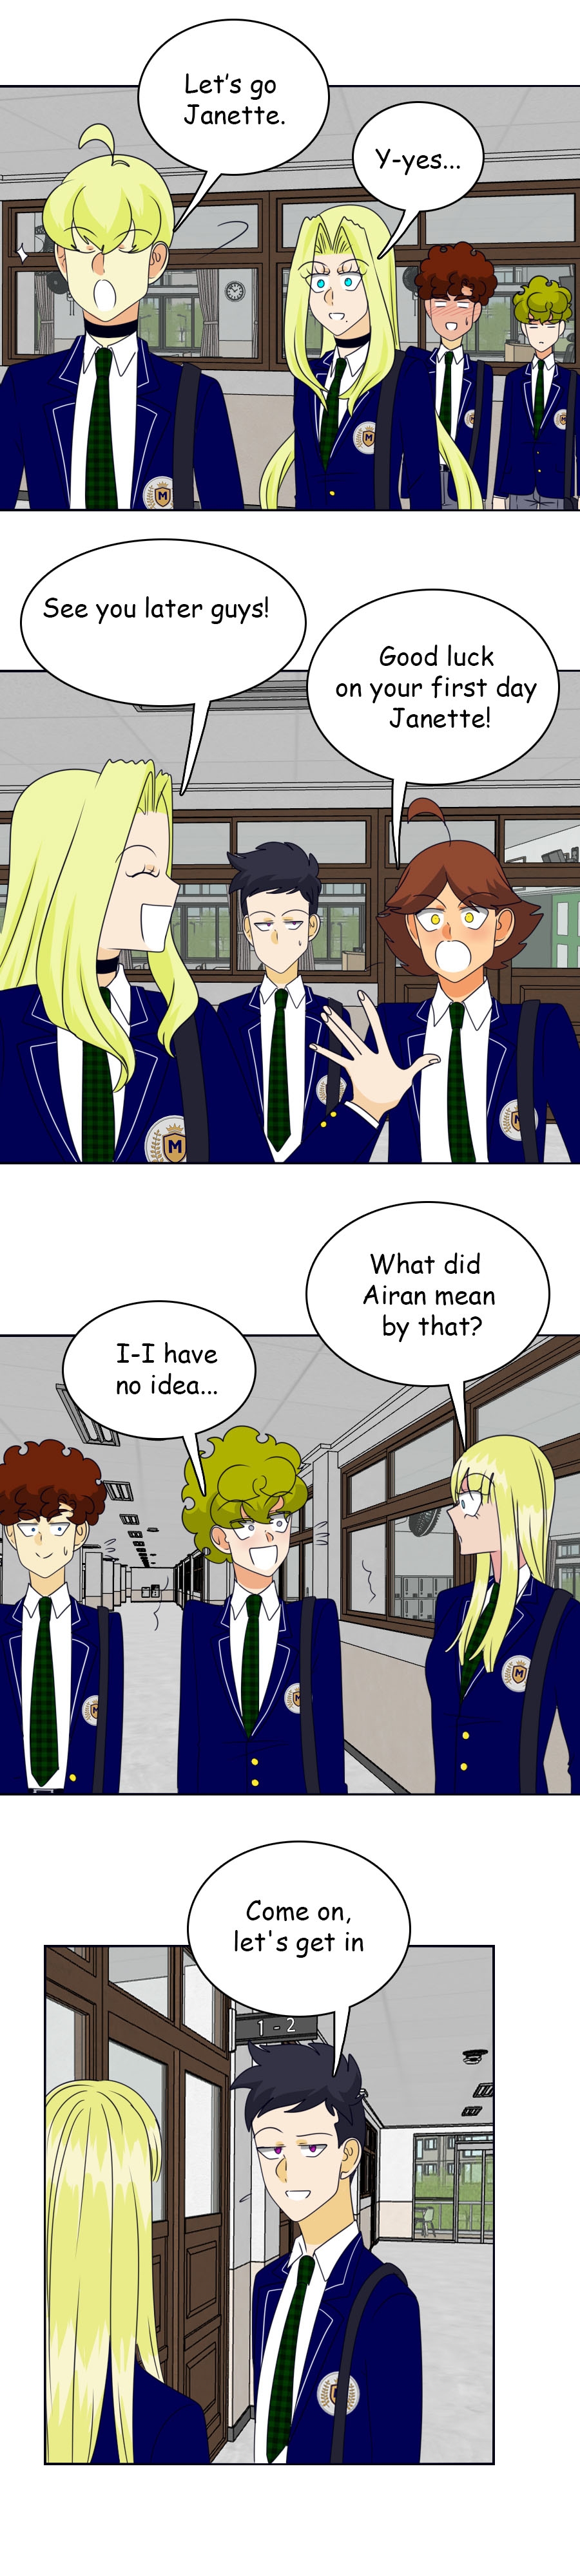 Let's go
Janette.
Y-yes...
M
See you later guys!
Good luck
on your first day
Janette!
M
What did
Airan mean
by that?
I-I have
no idea...
M
Come on,
let's get in
1-2